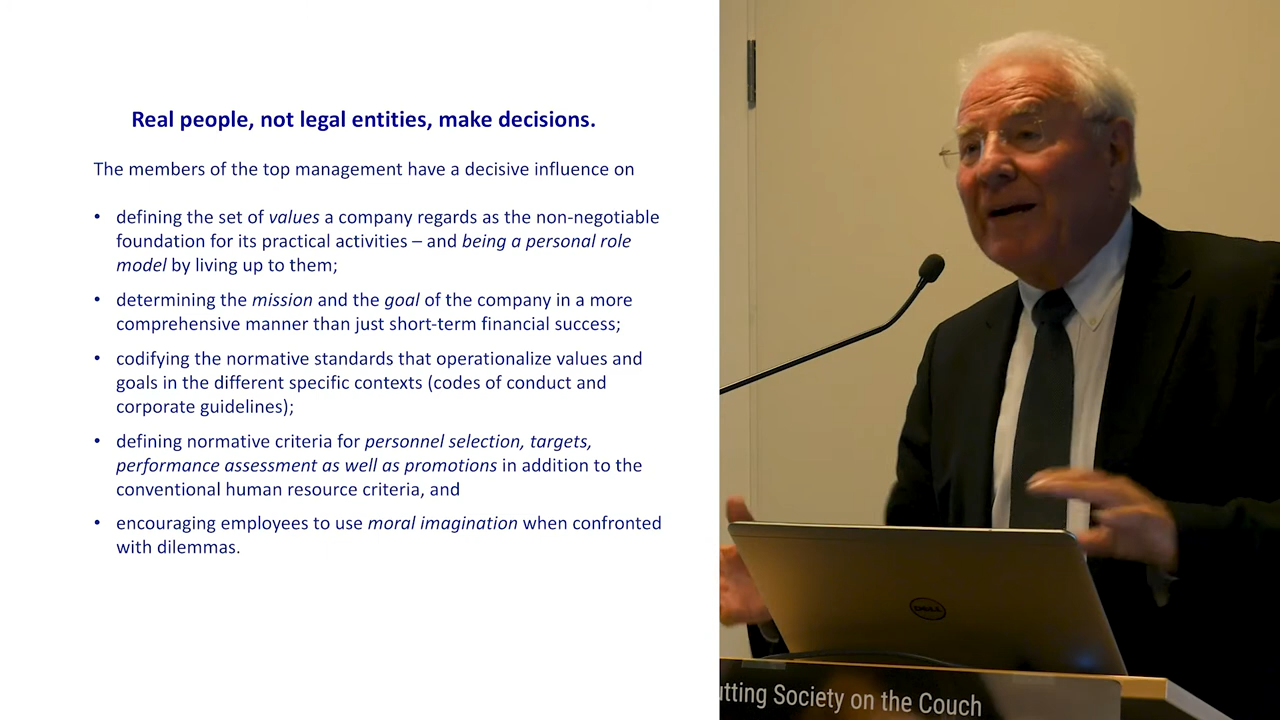 Real people, not legal entities, make decisions.
The members of the top management have a decisive influence on
• defining the set of values a company regards as the non-negotiable
foundation for its practical activities – and being a personal role
model by living up to them;
• determining the mission and the goal of the company in a more
comprehensive manner than just short-term financial success;
• codifying the normative standards that operationalize values and
goals in the different specific contexts (codes of conduct and
corporate guidelines);
• defining normative criteria for personnel selection, targets,
performance assessment as well as promotions in addition to the
conventional human resource criteria, and
• encouraging employees to use moral imagination when confronted
with dilemmas.
DELL
utting Society on the Couch